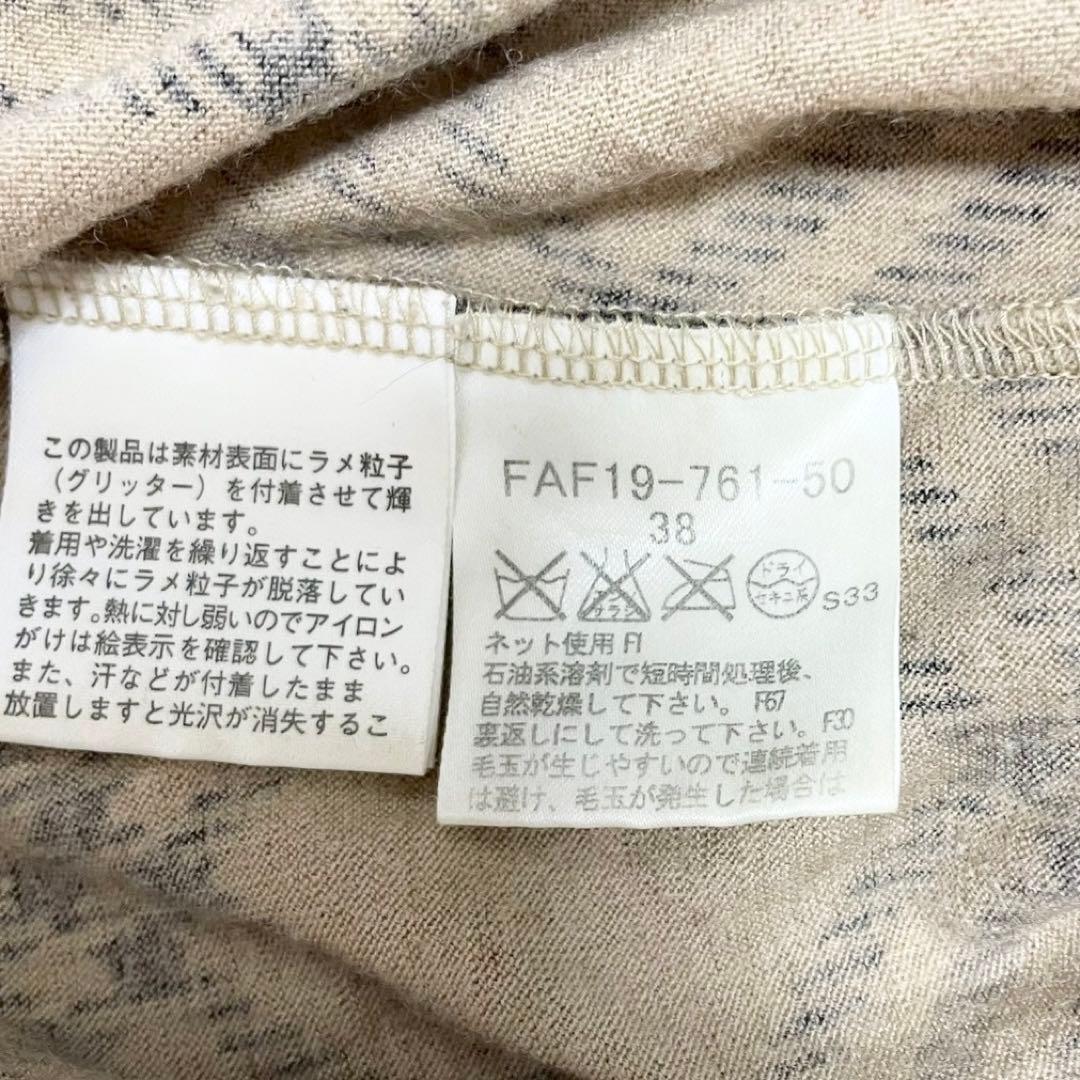 この製品は素材表面にラメ粒子
（グリッター）を付着させて輝
きを出しています。
着用や洗濯を繰り返すことによ
り徐々にラメ粒子が脱落してい
きます。熱に対し弱いのでアイロン
がけは絵表示を確認して下さい。
また、汗などが付着したまま
放置しますと光沢が消失するこ
FAF19-761-50
38
エンソ
サラシ
ドライ
セキユ系
S33
ネット使用 F1
石油系溶剤で短時間処理後、
自然乾燥して下さい。 F67
裏返しにして洗って下さい。 F30
毛玉が生じやすいので連続着用
は避け、毛玉が発生した場合は